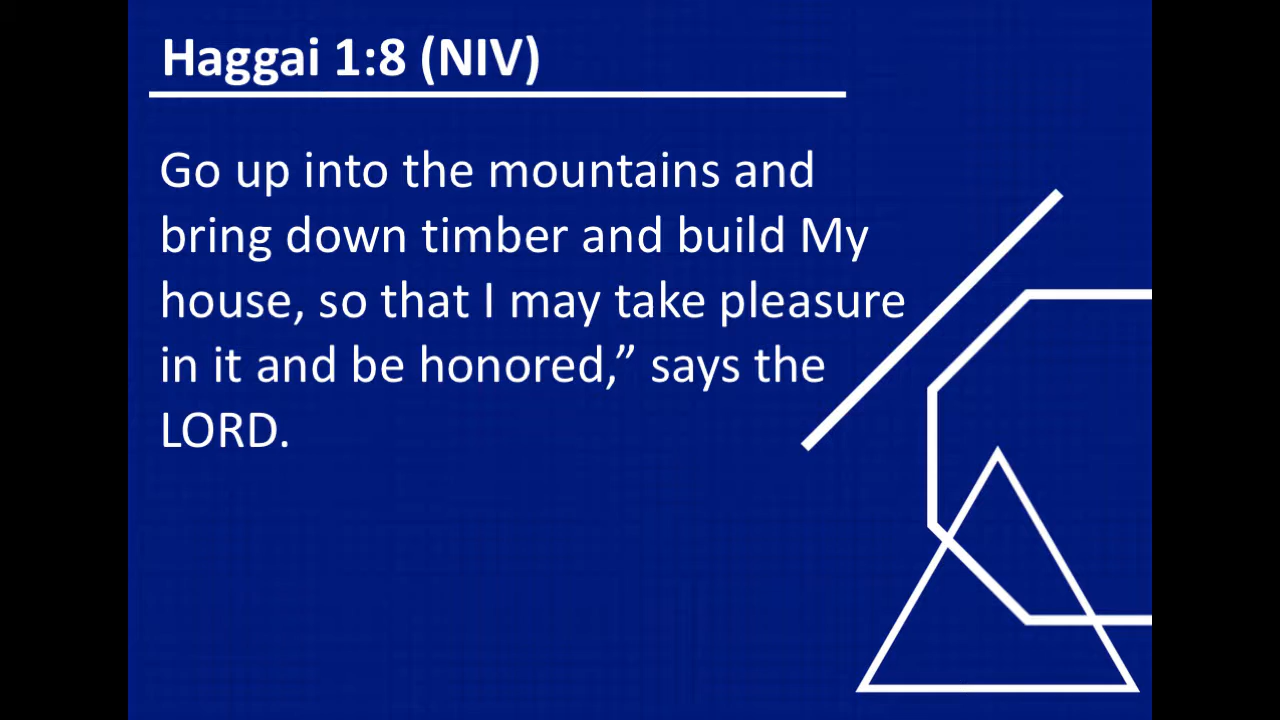 Haggai 1:8 (NIV)
Go up into the mountains and
bring down timber and build My
house, so that I may take pleasure
in it and be honored,” says the
LORD.